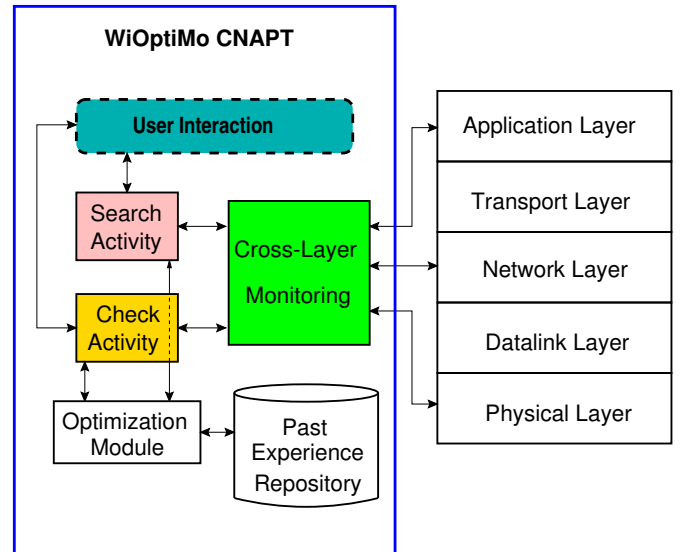 WiOptiMo CNAPT
User Interaction
Search
Activity
Cross-Layer
Monitoring
Check
Activity
Optimization
Module
Past
Experience
Repository
Application Layer
Transport Layer
Network Layer
Datalink Layer
Physical Layer